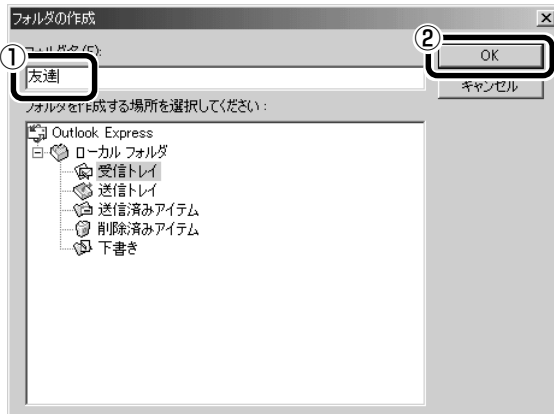 フォルダの作成
①
フォルダ名(F):
②
OK
友達
キャンセル
フォルダを作成する場所を選択してください:
Outlook Express
ローカル フォルダ
受信トレイ
送信トレイ
送信済みアイテム
削除済みアイテム
下書き